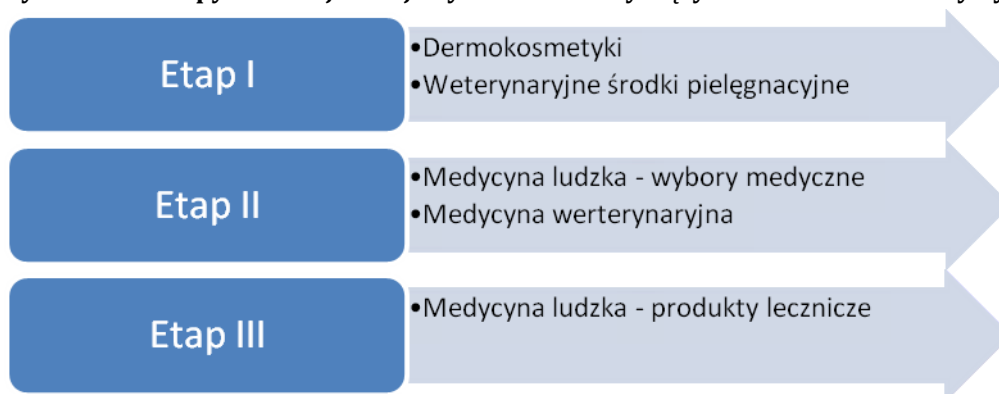 Etap I
•Dermokosmetyki
•Weterynaryjne środki pielęgnacyjne
Etap II
•Medycyna ludzka - wybory medyczne
•Medycyna werterynaryjna
Etap III
•Medycyna ludzka - produkty lecznicze